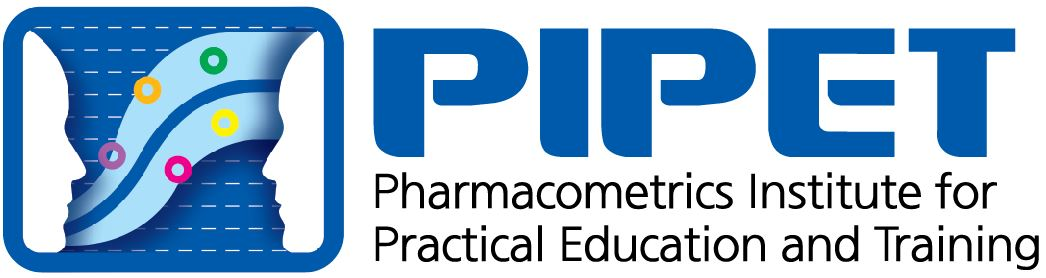 PIPET
Pharmacometrics Institute for
Practical Education and Training